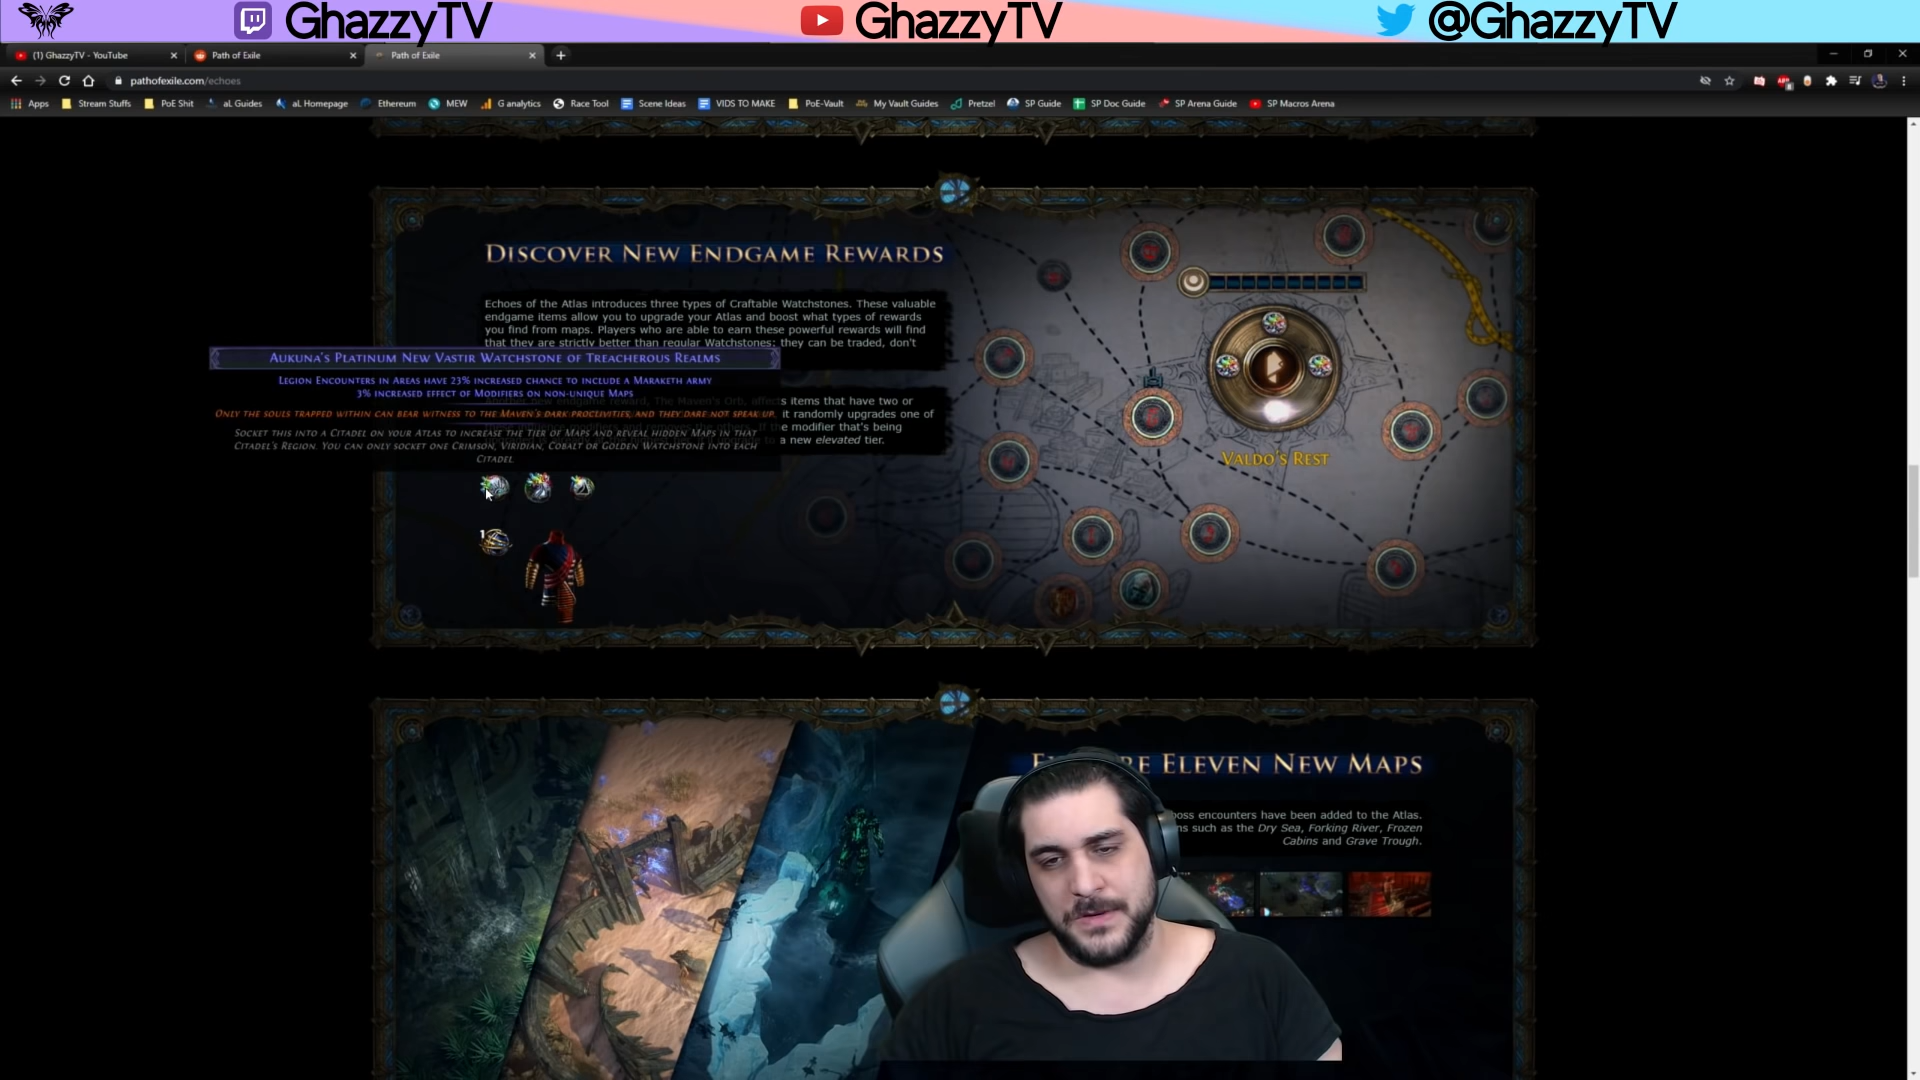 GhazzyTV
GhazzyTV
@GhazzyTV
(1) GhazzyTV - YouTube
Path of Exile
Path of Exile
pathofexile.com/echoes
Apps
Stream Stuffs
PoE Shit
aL Guides
aL Homepage
Ethereum
MEW
G analytics
Race Tool
Scene Ideas
VIDS TO MAKE
PoE-Vault
My Vault Guides
Pretzel
SP Guide
SP Doc Guide
SP Arena Guide
SP Macros Arena
Discover New Endgame Rewards
Echoes of the Atlas introduces three types of Craftable Watchstones. These valuable
endgame items allow you to upgrade your Atlas and boost what types of rewards
you find from maps. Players who are able to earn these powerful rewards will find
that they are strictly better than regular Watchstones: they can be traded, don't
Aukuna's Platinum New Vastir Watchstone of Treacherous Realms
Legion Encounters in Areas have 23% increased chance to include a Maraketh army
3% increased effect of Modifiers on non-unique Maps
Only the souls trapped within can bear witness to the Maven's dark proclivities, and they dare not speak up.
Socket this into a Citadel on your Atlas to increase the Tier of Maps and reveal hidden Maps in that
Citadel's Region. You can only socket one Crimson, Viridian, Cobalt or Golden Watchstone into each
Citadel.
affects items that have two or
it randomly upgrades one of
the modifier that's being
a new elevated tier.
1
Valdo's Rest
Eleven New Maps
boss encounters have been added to the Atlas.
such as the Dry Sea, Forking River, Frozen
Cabins and Grave Trough.